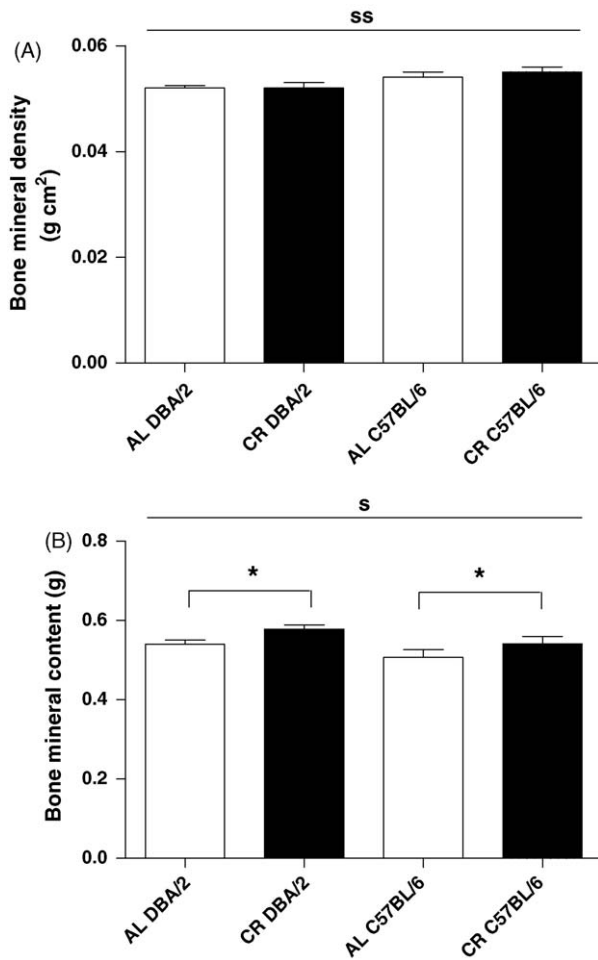 (A)
ss
Bone mineral density
(g cm²)
0.06
0.04
0.02
0.00
AL DBA/2
CR DBA/2
AL C57BL/6
CR C57BL/6
(B)
s
Bone mineral content (g)
0.8
0.6
0.4
0.2
0.0
*
*
AL DBA/2
CR DBA/2
AL C57BL/6
CR C57BL/6